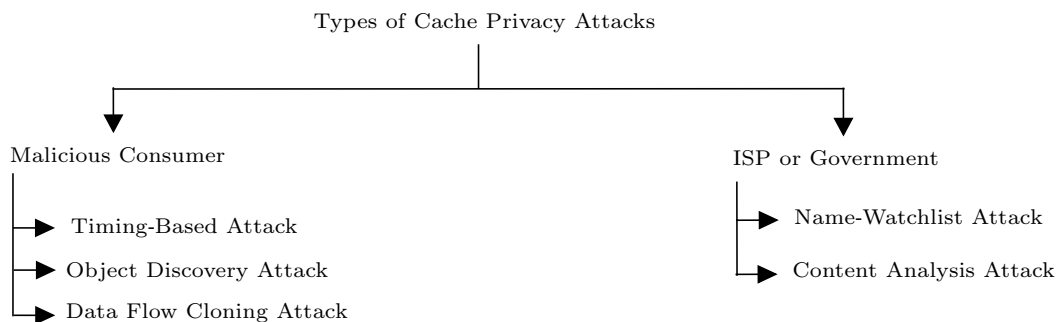 Types of Cache Privacy Attacks
Malicious Consumer
Timing-Based Attack
Object Discovery Attack
Data Flow Cloning Attack
ISP or Government
Name-Watchlist Attack
Content Analysis Attack